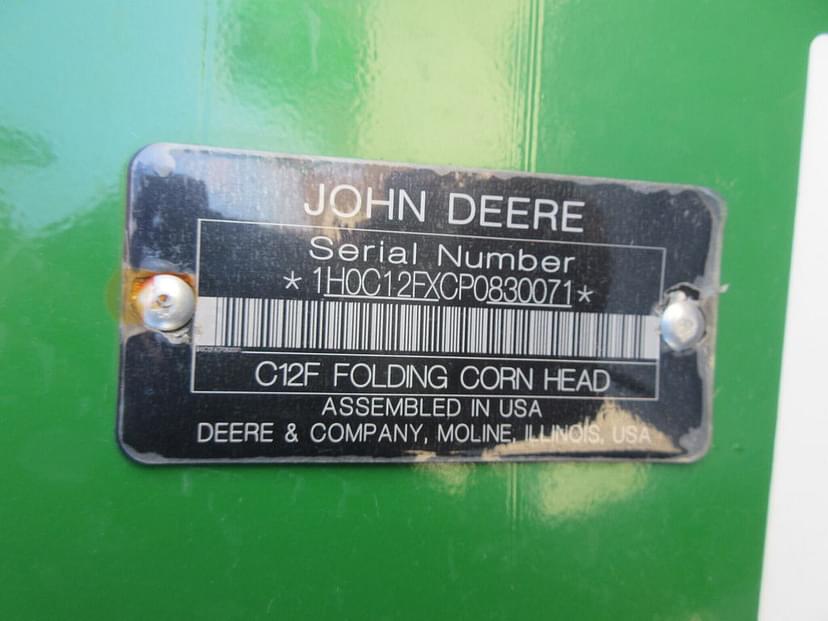 JOHN DEERE
Serial Number
*1H0C12FXCP0830071*
C12F FOLDING CORN HEAD
ASSEMBLED IN USA
DEERE & COMPANY, MOLINE, ILLINOIS, USA